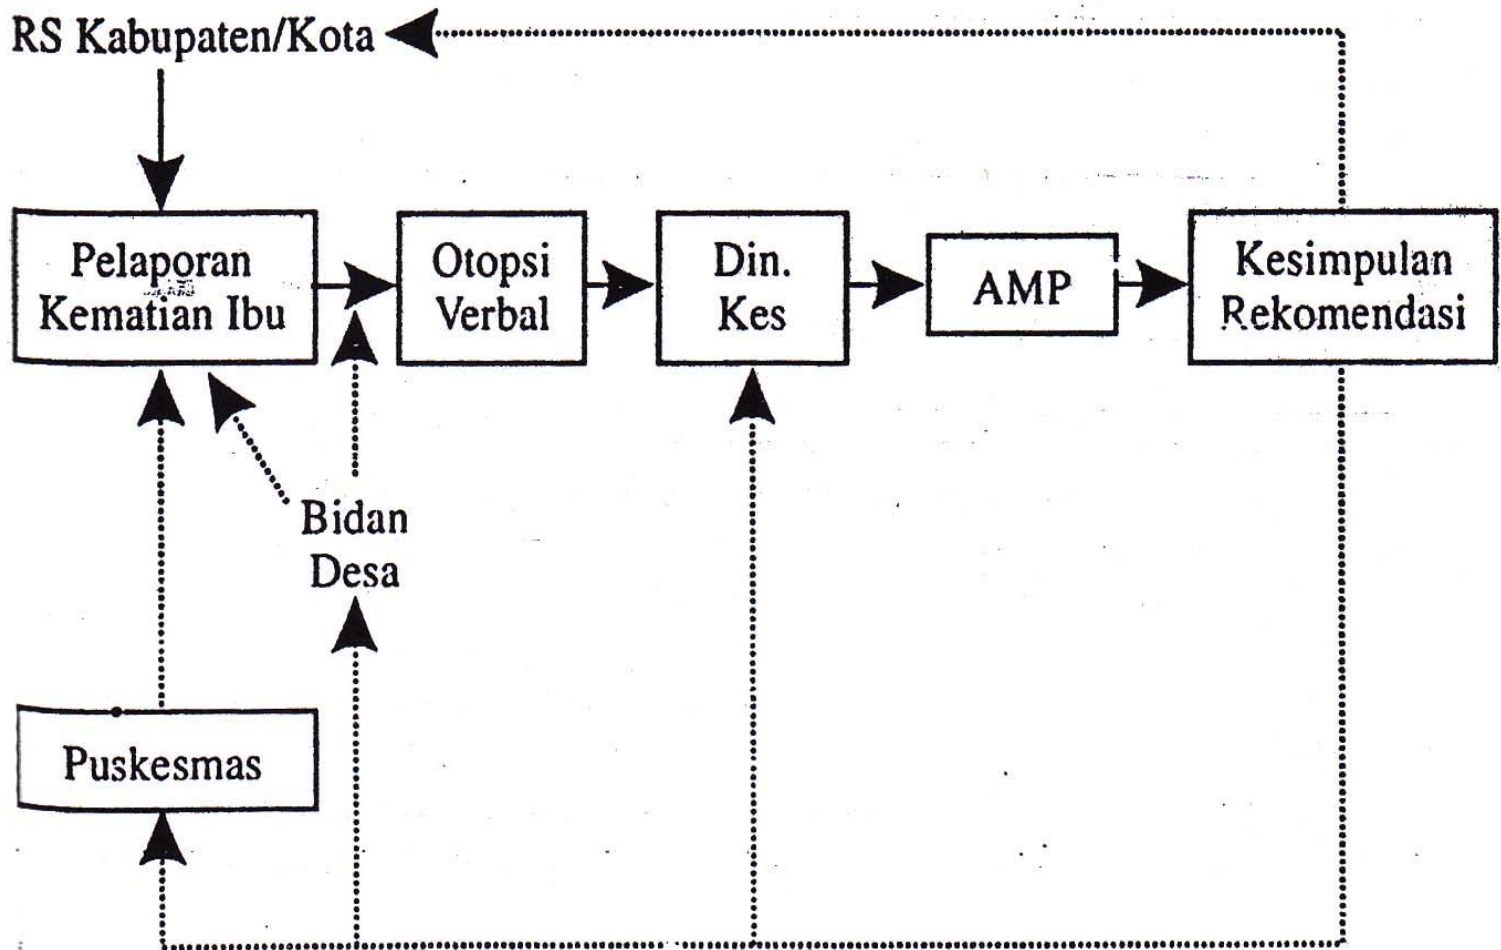 RS Kabupaten/Kota
Pelaporan
Kematian Ibu
Otopsi
Verbal
Din.
Kes
AMP
Kesimpulan
Rekomendasi
Bidan
Desa
Puskesmas